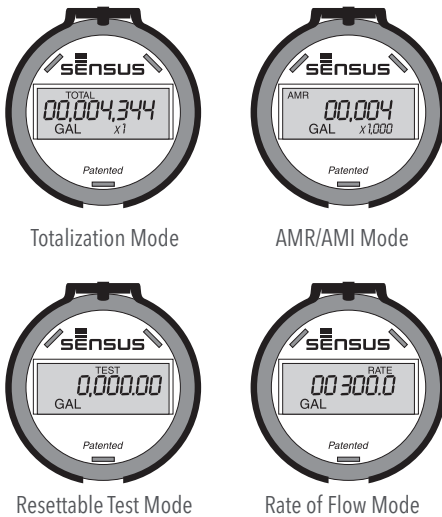 sensus
TOTAL
00,004,344
GAL x1
Patented
Totalization Mode
sensus
AMR
00,004
GAL x1,000
Patented
AMR/AMI Mode
sensus
TEST
0,000.00
GAL
Patented
Resettable Test Mode
sensus
RATE
00300.0
GAL
Patented
Rate of Flow Mode